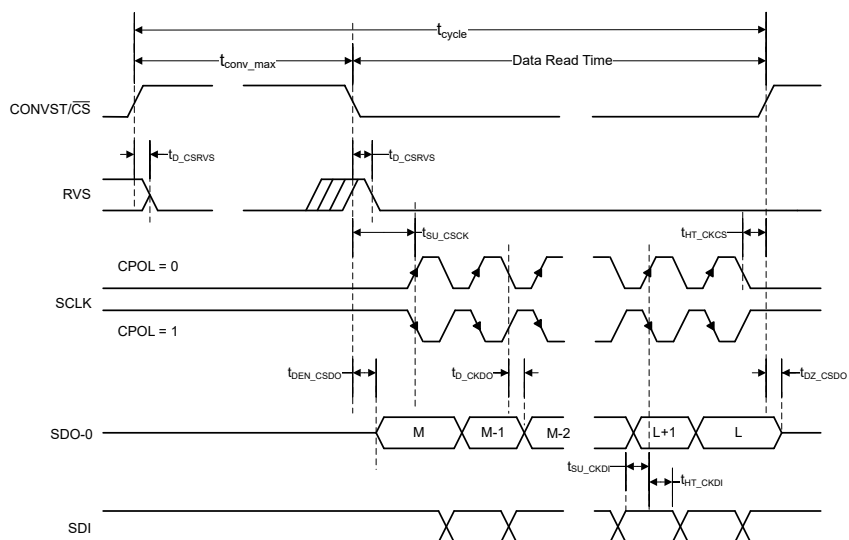 tcycle
tconv_max
Data Read Time
CONVST/CS
tD_CSRVS
tD_CSRVS
RVS
tSU_CSCK
tHT_CKCS
CPOL = 0
SCLK
CPOL = 1
tDEN_CSDO
tD_CKDO
tDZ_CSDO
SDO-0
M
M-1
M-2
L+1
L
tSU_CKDI
tHT_CKDI
SDI